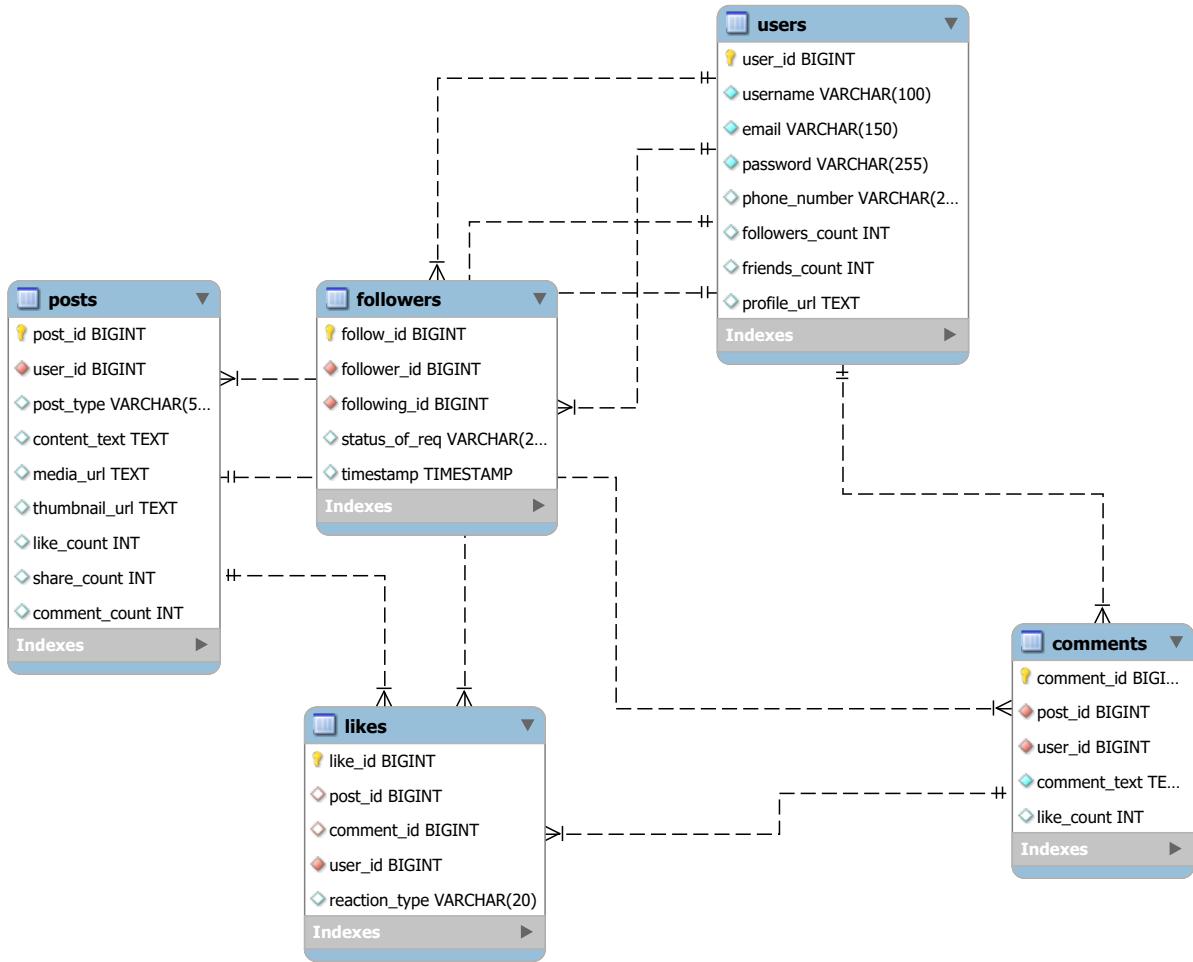 users
user_id BIGINT
username VARCHAR(100)
email VARCHAR(150)
password VARCHAR(255)
phone_number VARCHAR(2...
followers_count INT
friends_count INT
profile_url TEXT
Indexes
posts
post_id BIGINT
user_id BIGINT
post_type VARCHAR(5...
content_text TEXT
media_url TEXT
thumbnail_url TEXT
like_count INT
share_count INT
comment_count INT
Indexes
followers
follow_id BIGINT
follower_id BIGINT
following_id BIGINT
status_of_req VARCHAR(2...
timestamp TIMESTAMP
Indexes
comments
comment_id BIGI...
post_id BIGINT
user_id BIGINT
comment_text TE...
like_count INT
Indexes
likes
like_id BIGINT
post_id BIGINT
comment_id BIGINT
user_id BIGINT
reaction_type VARCHAR(20)
Indexes